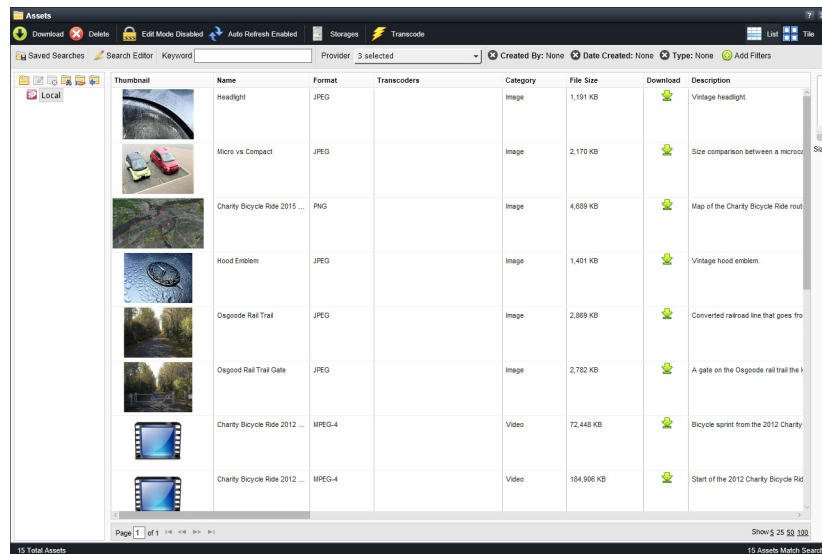 Assets ?
Download Delete Edit Mode Disabled Auto Refresh Enabled Storages Transcode List Tile
Saved Searches Search Editor Keyword Provider 3 selected Created By: None Date Created: None Type: None Add Filters
Local
Thumbnail Name Format Transcoders Category File Size Download Description
Headlight JPEG Image 1,191 KB Vintage headlight.
Micro vs Compact JPEG Image 2,170 KB Size comparison between a microca
Charity Bicycle Ride 2015 ... PNG Image 4,689 KB Map of the Charity Bicycle Ride rout
Hood Emblem JPEG Image 1,401 KB Vintage hood emblem.
Osgoode Rail Trail JPEG Image 2,869 KB Converted railroad line that goes fro
Osgood Rail Trail Gate JPEG Image 2,782 KB A gate on the Osgoode rail trail the
Charity Bicycle Ride 2012 ... MPEG-4 Video 72,448 KB Bicycle sprint from the 2012 Charity
Charity Bicycle Ride 2012 ... MPEG-4 Video 184,906 KB Start of the 2012 Charity Bicycle Rid
Page 1 of 1 Show 5 25 50 100
15 Total Assets 15 Assets Match Search